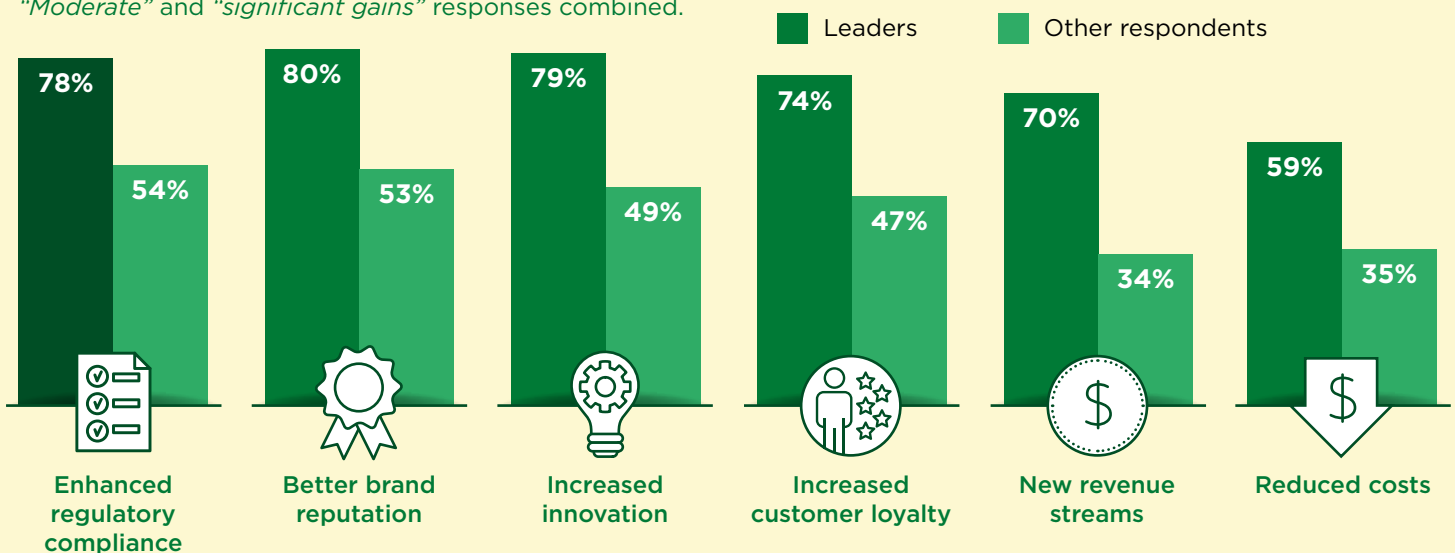 "Moderate" and "significant gains" responses combined.
Leaders
Other respondents
78%
54%
80%
53%
79%
49%
74%
47%
70%
34%
59%
35%
$
$
Enhanced
regulatory
compliance
Better brand
reputation
Increased
innovation
Increased
customer loyalty
New revenue
streams
Reduced costs